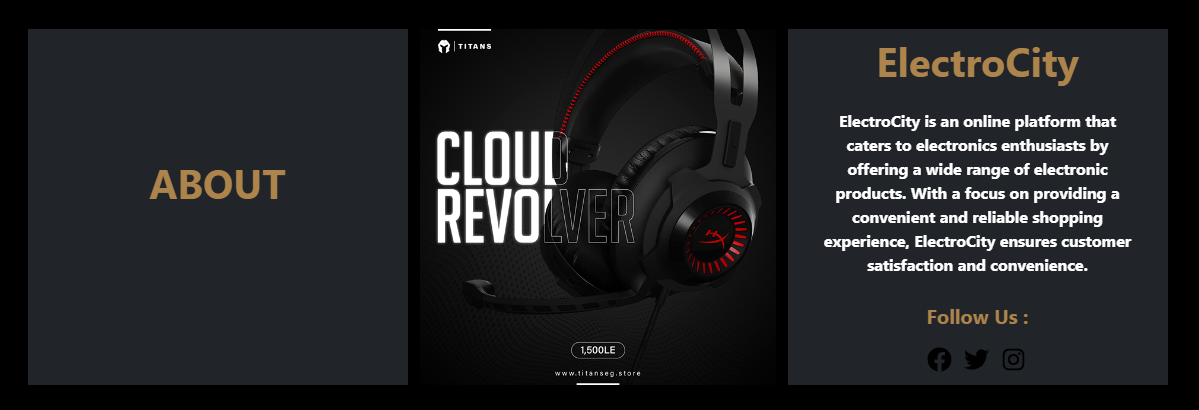 ABOUT
TITANS
CLOUD
REVOLVER
1,500LE
www.titanseg.store
ElectroCity
ElectroCity is an online platform that
caters to electronics enthusiasts by
offering a wide range of electronic
products. With a focus on providing a
convenient and reliable shopping
experience, ElectroCity ensures customer
satisfaction and convenience.
Follow Us :